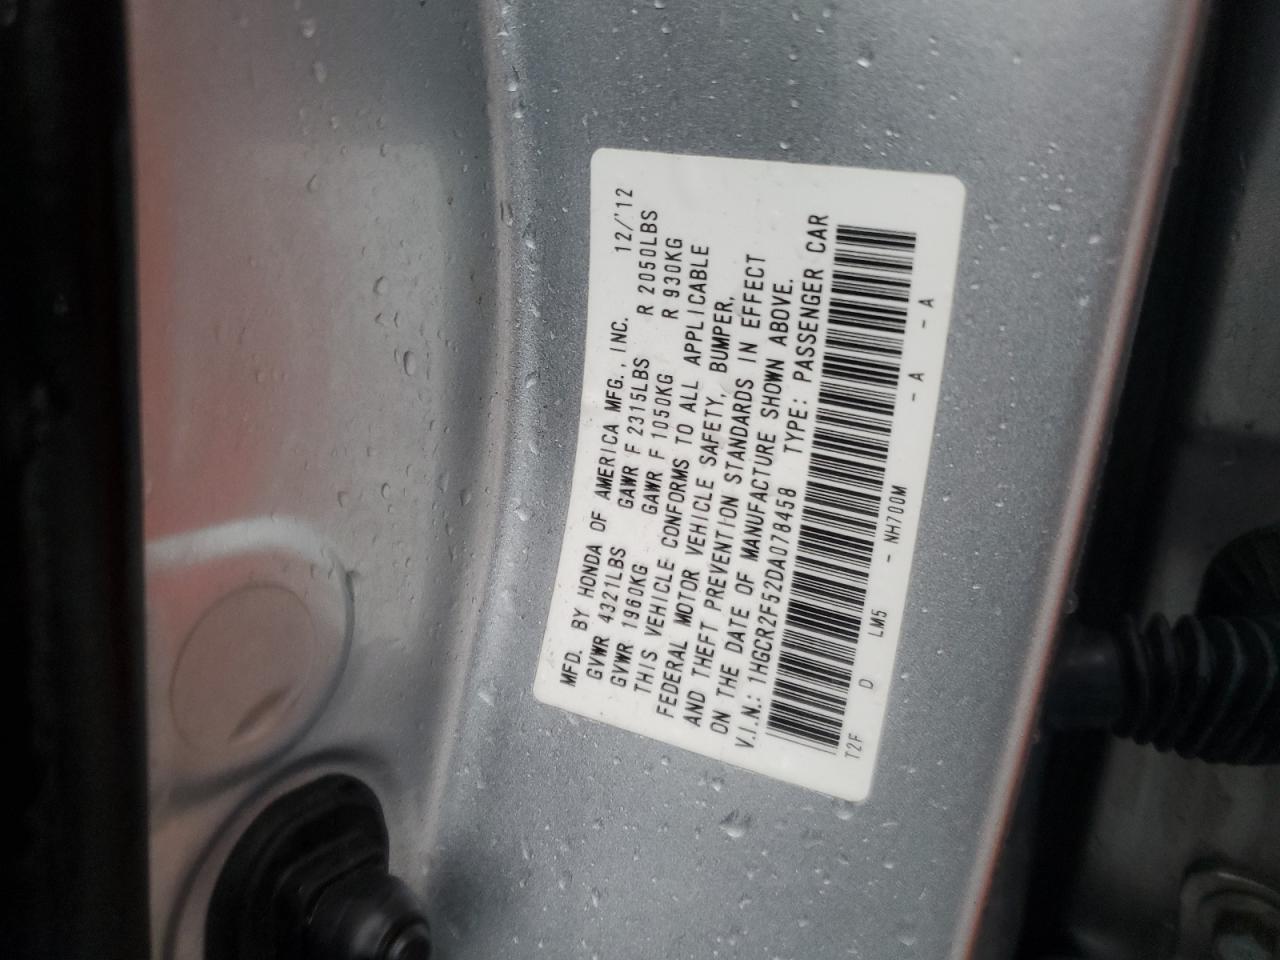 MFD. BY HONDA OF AMERICA MFG., INC. 12/'12
GVWR 4321LBS GAWR F 2315LBS R 2050LBS
GVWR 1960KG GAWR F 1050KG R 930KG
THIS VEHICLE CONFORMS TO ALL APPLICABLE
FEDERAL MOTOR VEHICLE SAFETY, BUMPER,
AND THEFT PREVENTION STANDARDS IN EFFECT
ON THE DATE OF MANUFACTURE SHOWN ABOVE.
V.I.N.: 1HGCR2F52DA078458 TYPE: PASSENGER CAR
T2F D LM5 - NH700M - A - A